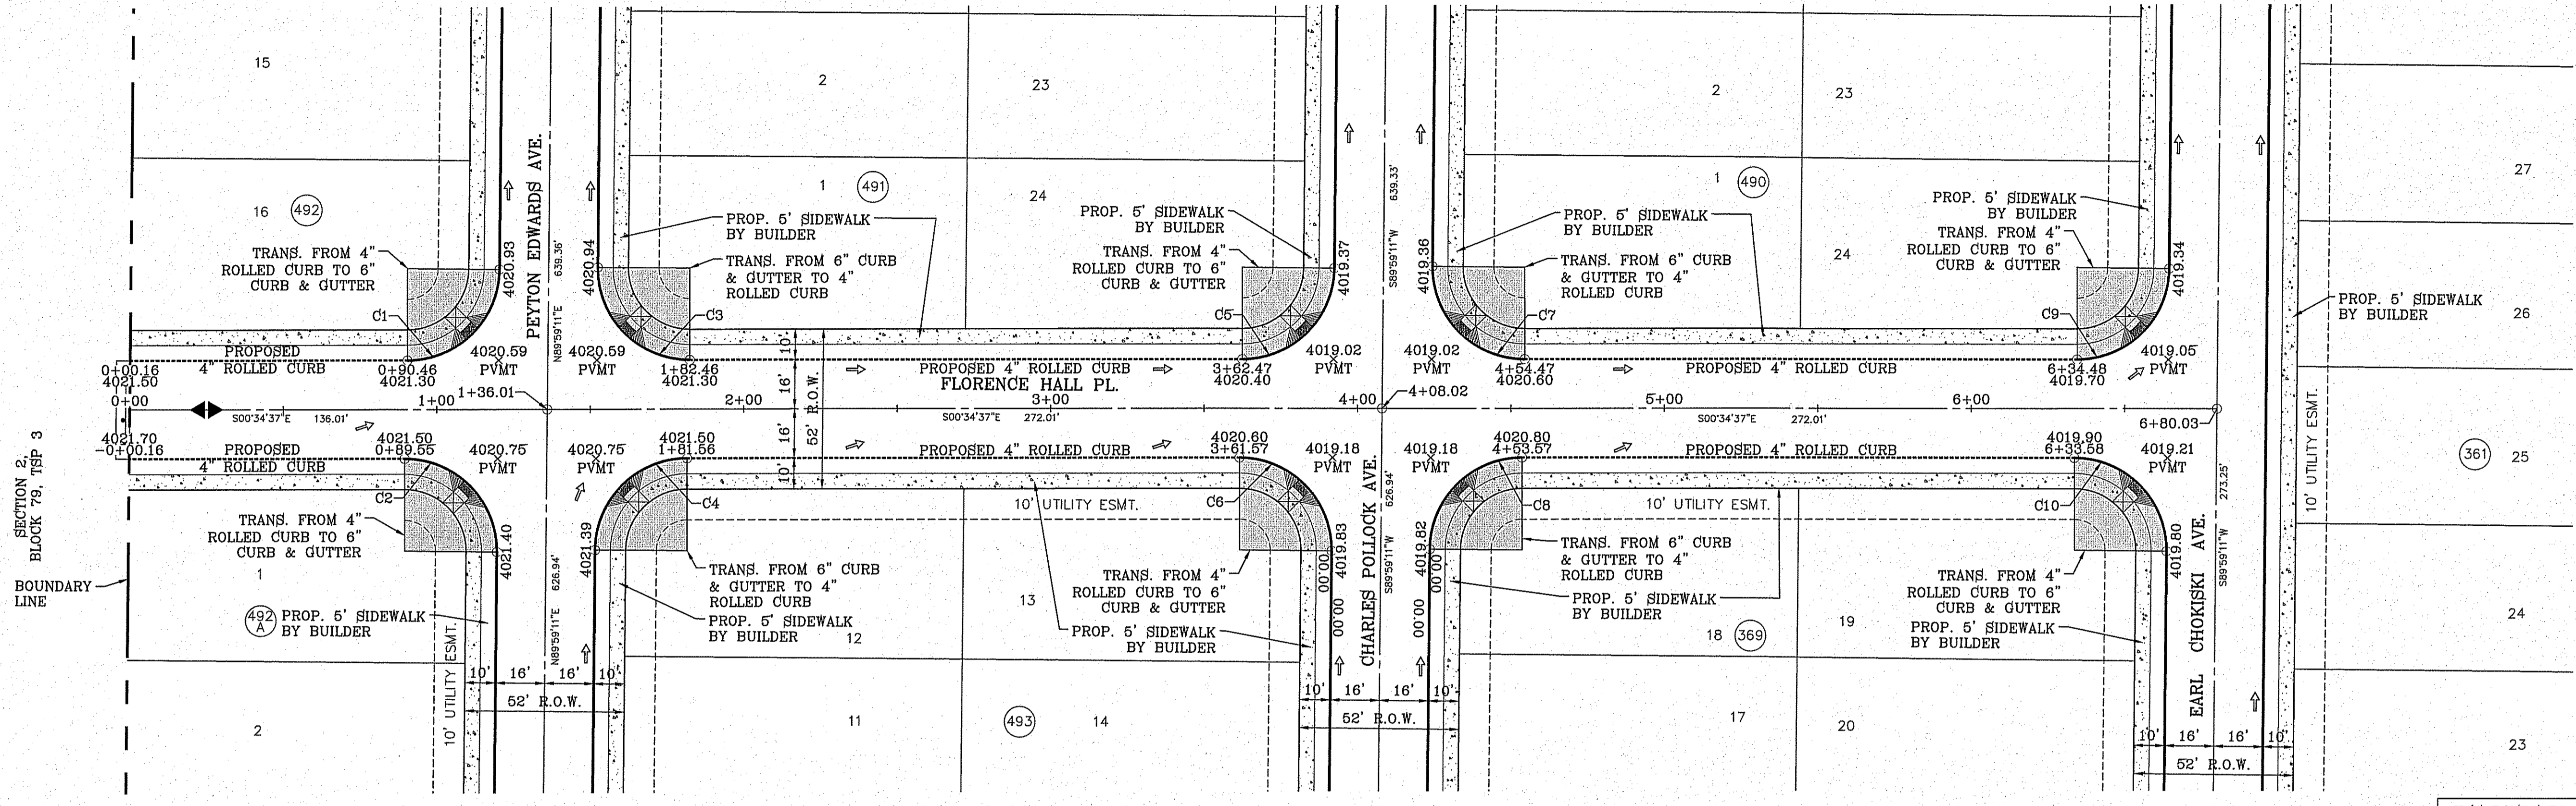 15
2
23
2
23
27
16
492
1
491
24
1
490
24
26
PEYTON EDWARDS AVE.
N89°59'11"E 639.36'
S89°59'11"W 639.33'
TRANS. FROM 4"
ROLLED CURB TO 6"
CURB & GUTTER
4020.93
4020.94
PROP. 5' SIDEWALK
BY BUILDER
TRANS. FROM 6" CURB
& GUTTER TO 4"
ROLLED CURB
PROP. 5' SIDEWALK
BY BUILDER
TRANS. FROM 4"
ROLLED CURB TO 6"
CURB & GUTTER
4019.37
4019.36
PROP. 5' SIDEWALK
BY BUILDER
TRANS. FROM 6" CURB
& GUTTER TO 4"
ROLLED CURB
PROP. 5' SIDEWALK
BY BUILDER
TRANS. FROM 4"
ROLLED CURB TO 6"
CURB & GUTTER
4019.34
PROP. 5' SIDEWALK
BY BUILDER
C1
C3
C5
C7
C9
PROPOSED
4" ROLLED CURB
0+00.16
4021.50
0+90.46
4021.30
4020.59
PVMT
4020.59
PVMT
1+82.46
4021.30
PROPOSED 4" ROLLED CURB
FLORENCE HALL PL.
3+62.47
4020.40
4019.02
PVMT
4019.02
PVMT
4+54.47
4020.60
PROPOSED 4" ROLLED CURB
6+34.48
4019.70
4019.05
PVMT
10'
16'
16'
10'
52' R.O.W.
0+00
1+00
1+36.01
2+00
3+00
4+00
4+08.02
5+00
6+00
6+80.03
S00°34'37"E 136.01'
S00°34'37"E 272.01'
S00°34'37"E 272.01'
4021.70
-0+00.16
PROPOSED
4" ROLLED CURB
4021.50
0+89.55
4020.75
PVMT
4020.75
PVMT
4021.50
1+81.56
PROPOSED 4" ROLLED CURB
4020.60
3+61.57
4019.18
PVMT
4019.18
PVMT
4020.80
4+53.57
PROPOSED 4" ROLLED CURB
4019.90
6+33.58
4019.21
PVMT
C2
C4
C6
C8
C10
SECTION 2,
BLOCK 79, TSP 3
BOUNDARY
LINE
TRANS. FROM 4"
ROLLED CURB TO 6"
CURB & GUTTER
4021.40
4021.39
N89°59'11"E 626.94'
10' UTILITY ESMT.
10' UTILITY ESMT.
10' UTILITY ESMT.
10' UTILITY ESMT.
1
492
A
PROP. 5' SIDEWALK
BY BUILDER
2
10'
16'
16'
10'
52' R.O.W.
TRANS. FROM 6" CURB
& GUTTER TO 4"
ROLLED CURB
PROP. 5' SIDEWALK
BY BUILDER
12
13
11
493
14
TRANS. FROM 4"
ROLLED CURB TO 6"
CURB & GUTTER
PROP. 5' SIDEWALK
BY BUILDER
4019.83
00.00
00.00
CHARLES POLLOCK AVE.
S89°59'11"W 626.94'
4019.82
00.00
00.00
10'
16'
16'
10'
52' R.O.W.
TRANS. FROM 6" CURB
& GUTTER TO 4"
ROLLED CURB
PROP. 5' SIDEWALK
BY BUILDER
18
369
19
17
20
TRANS. FROM 4"
ROLLED CURB TO 6"
CURB & GUTTER
PROP. 5' SIDEWALK
BY BUILDER
4019.80
EARL CHOKISKI AVE.
S89°59'11"W 273.25'
10'
16'
16'
10'
52' R.O.W.
361
25
24
23